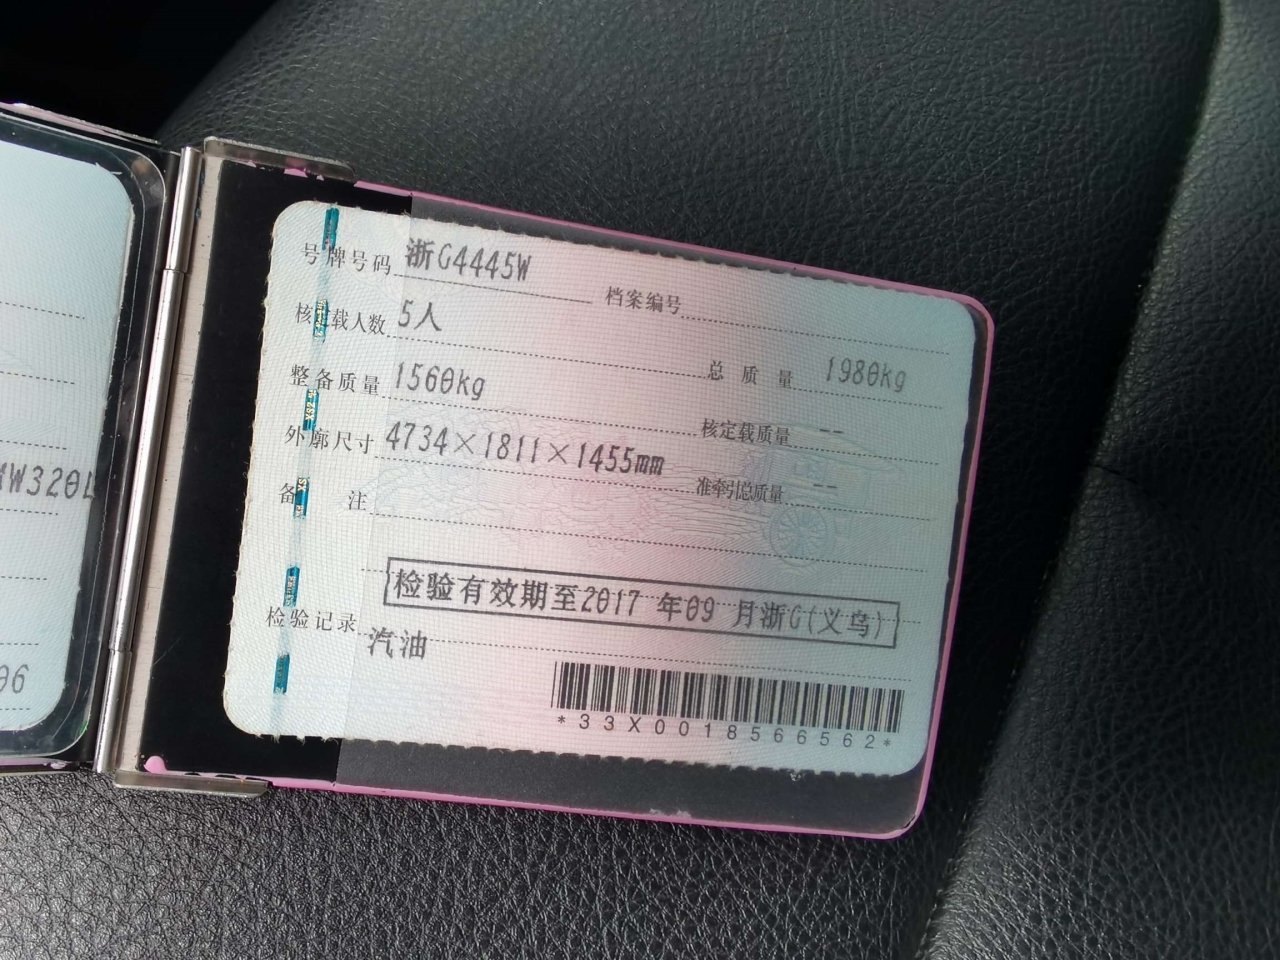 号牌号码 浙G4445W 档案编号
核定载人数 5人 总质量 1980kg
整备质量 1560kg 核定载质量 --
外廓尺寸 4734×1811×1455mm 准牵引总质量 --
备注
检验有效期至2017 年09 月浙G(义乌)
检验记录 汽油
*33X0018566562*
W320L
06